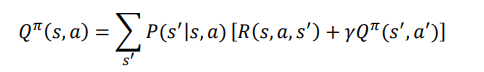 Q^π(s, a) = ∑_{s′} P(s′|s, a) [R(s, a, s′) + γQ^π(s′, a′)]